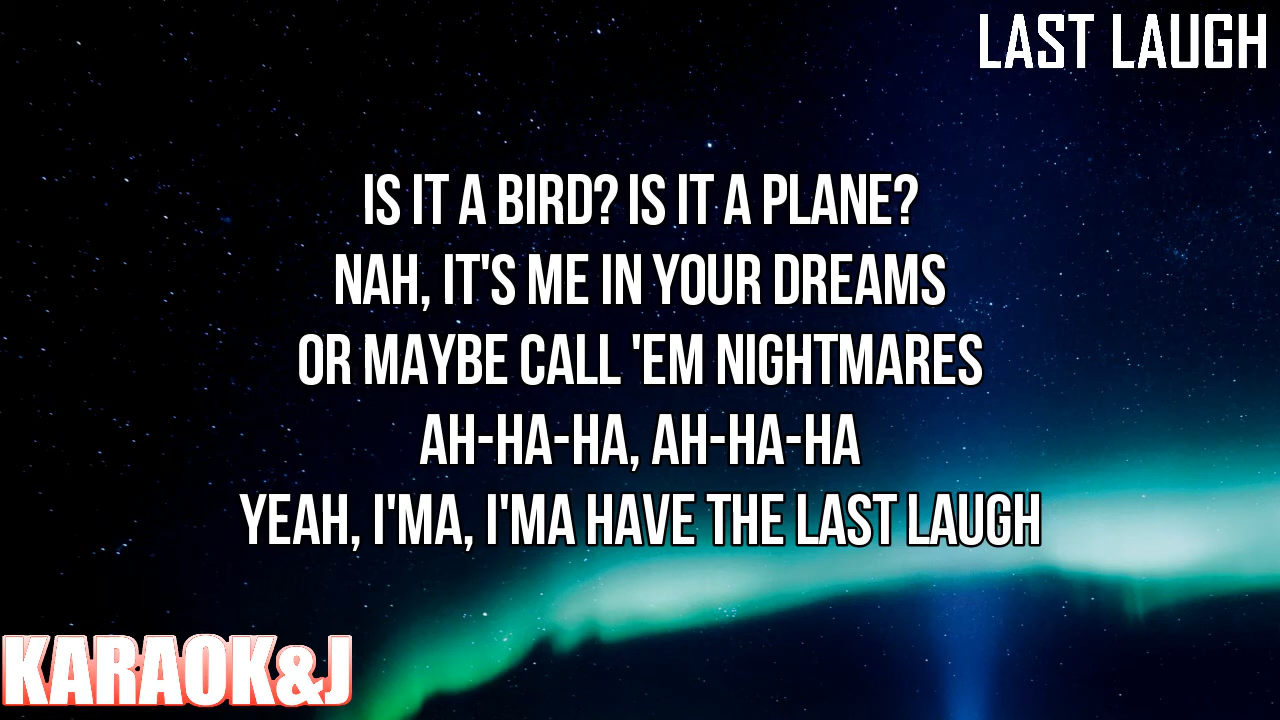 LAST LAUGH
IS IT A BIRD? IS IT A PLANE?
NAH, IT'S ME IN YOUR DREAMS
OR MAYBE CALL 'EM NIGHTMARES
AH-HA-HA, AH-HA-HA
YEAH, I'MA, I'MA HAVE THE LAST LAUGH
KARAOK&J